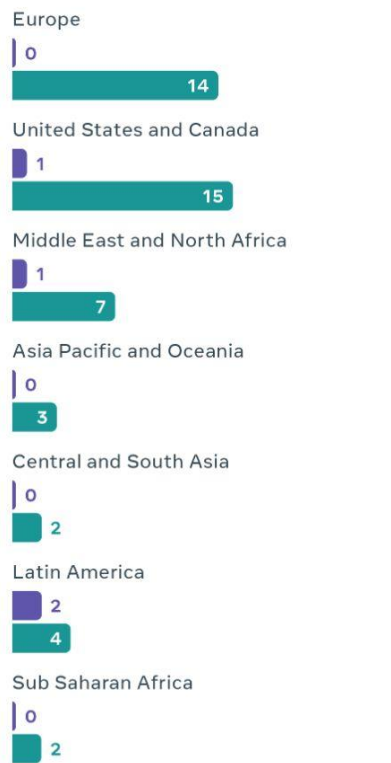 Europe
0
14
United States and Canada
1
15
Middle East and North Africa
1
7
Asia Pacific and Oceania
0
3
Central and South Asia
0
2
Latin America
2
4
Sub Saharan Africa
0
2